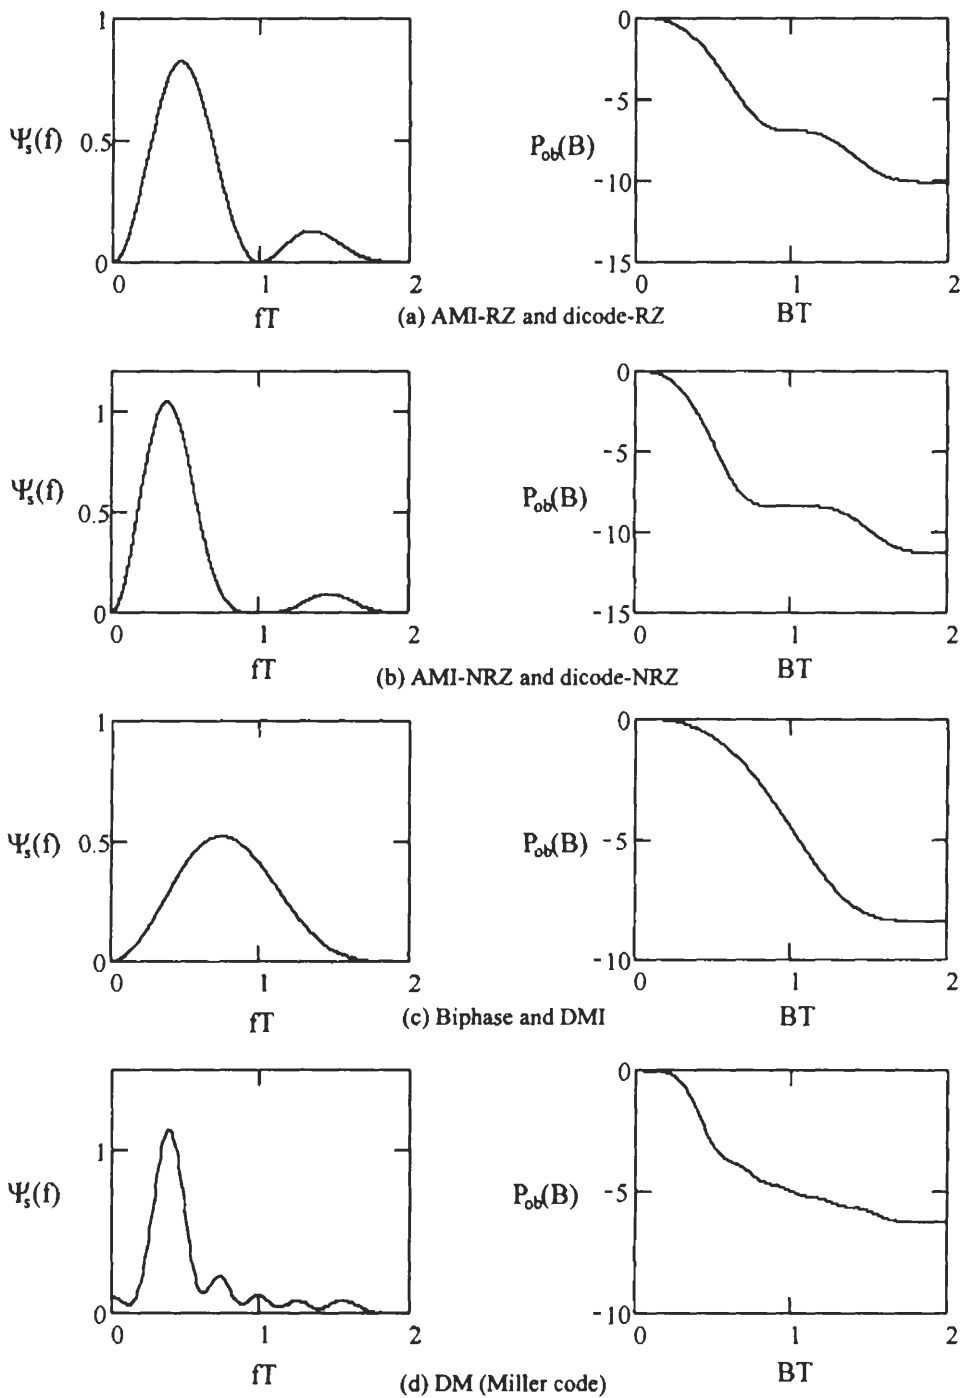 1
Ψs(f) 0.5
0
0 1 2
fT
0
-5
Pob(B)
-10
-15
0 1 2
BT
(a) AMI-RZ and dicode-RZ
1
Ψs(f) 0.5
0
0 1 2
fT
0
-5
Pob(B)
-10
-15
0 1 2
BT
(b) AMI-NRZ and dicode-NRZ
1
Ψs(f) 0.5
0
0 1 2
fT
0
Pob(B) -5
-10
0 1 2
BT
(c) Biphase and DMI
1
Ψs(f)
0
0 1 2
fT
0
Pob(B) -5
-10
0 1 2
BT
(d) DM (Miller code)